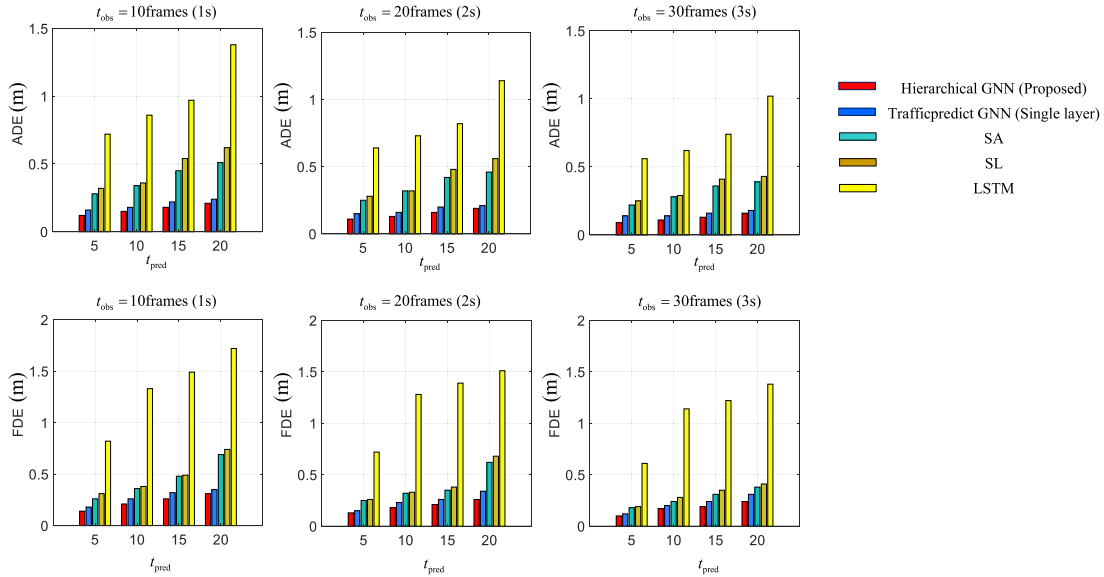 t_obs = 10frames (1s)
t_obs = 20frames (2s)
t_obs = 30frames (3s)
1.5
1
0.5
0
ADE (m)
5 10 15 20
t_pred
1.5
1
0.5
0
ADE (m)
5 10 15 20
t_pred
1.5
1
0.5
0
ADE (m)
5 10 15 20
t_pred
Hierarchical GNN (Proposed)
Trafficpredict GNN (Single layer)
SA
SL
LSTM
t_obs = 10frames (1s)
t_obs = 20frames (2s)
t_obs = 30frames (3s)
2
1.5
1
0.5
0
FDE (m)
5 10 15 20
t_pred
2
1.5
1
0.5
0
FDE (m)
5 10 15 20
t_pred
2
1.5
1
0.5
0
FDE (m)
5 10 15 20
t_pred